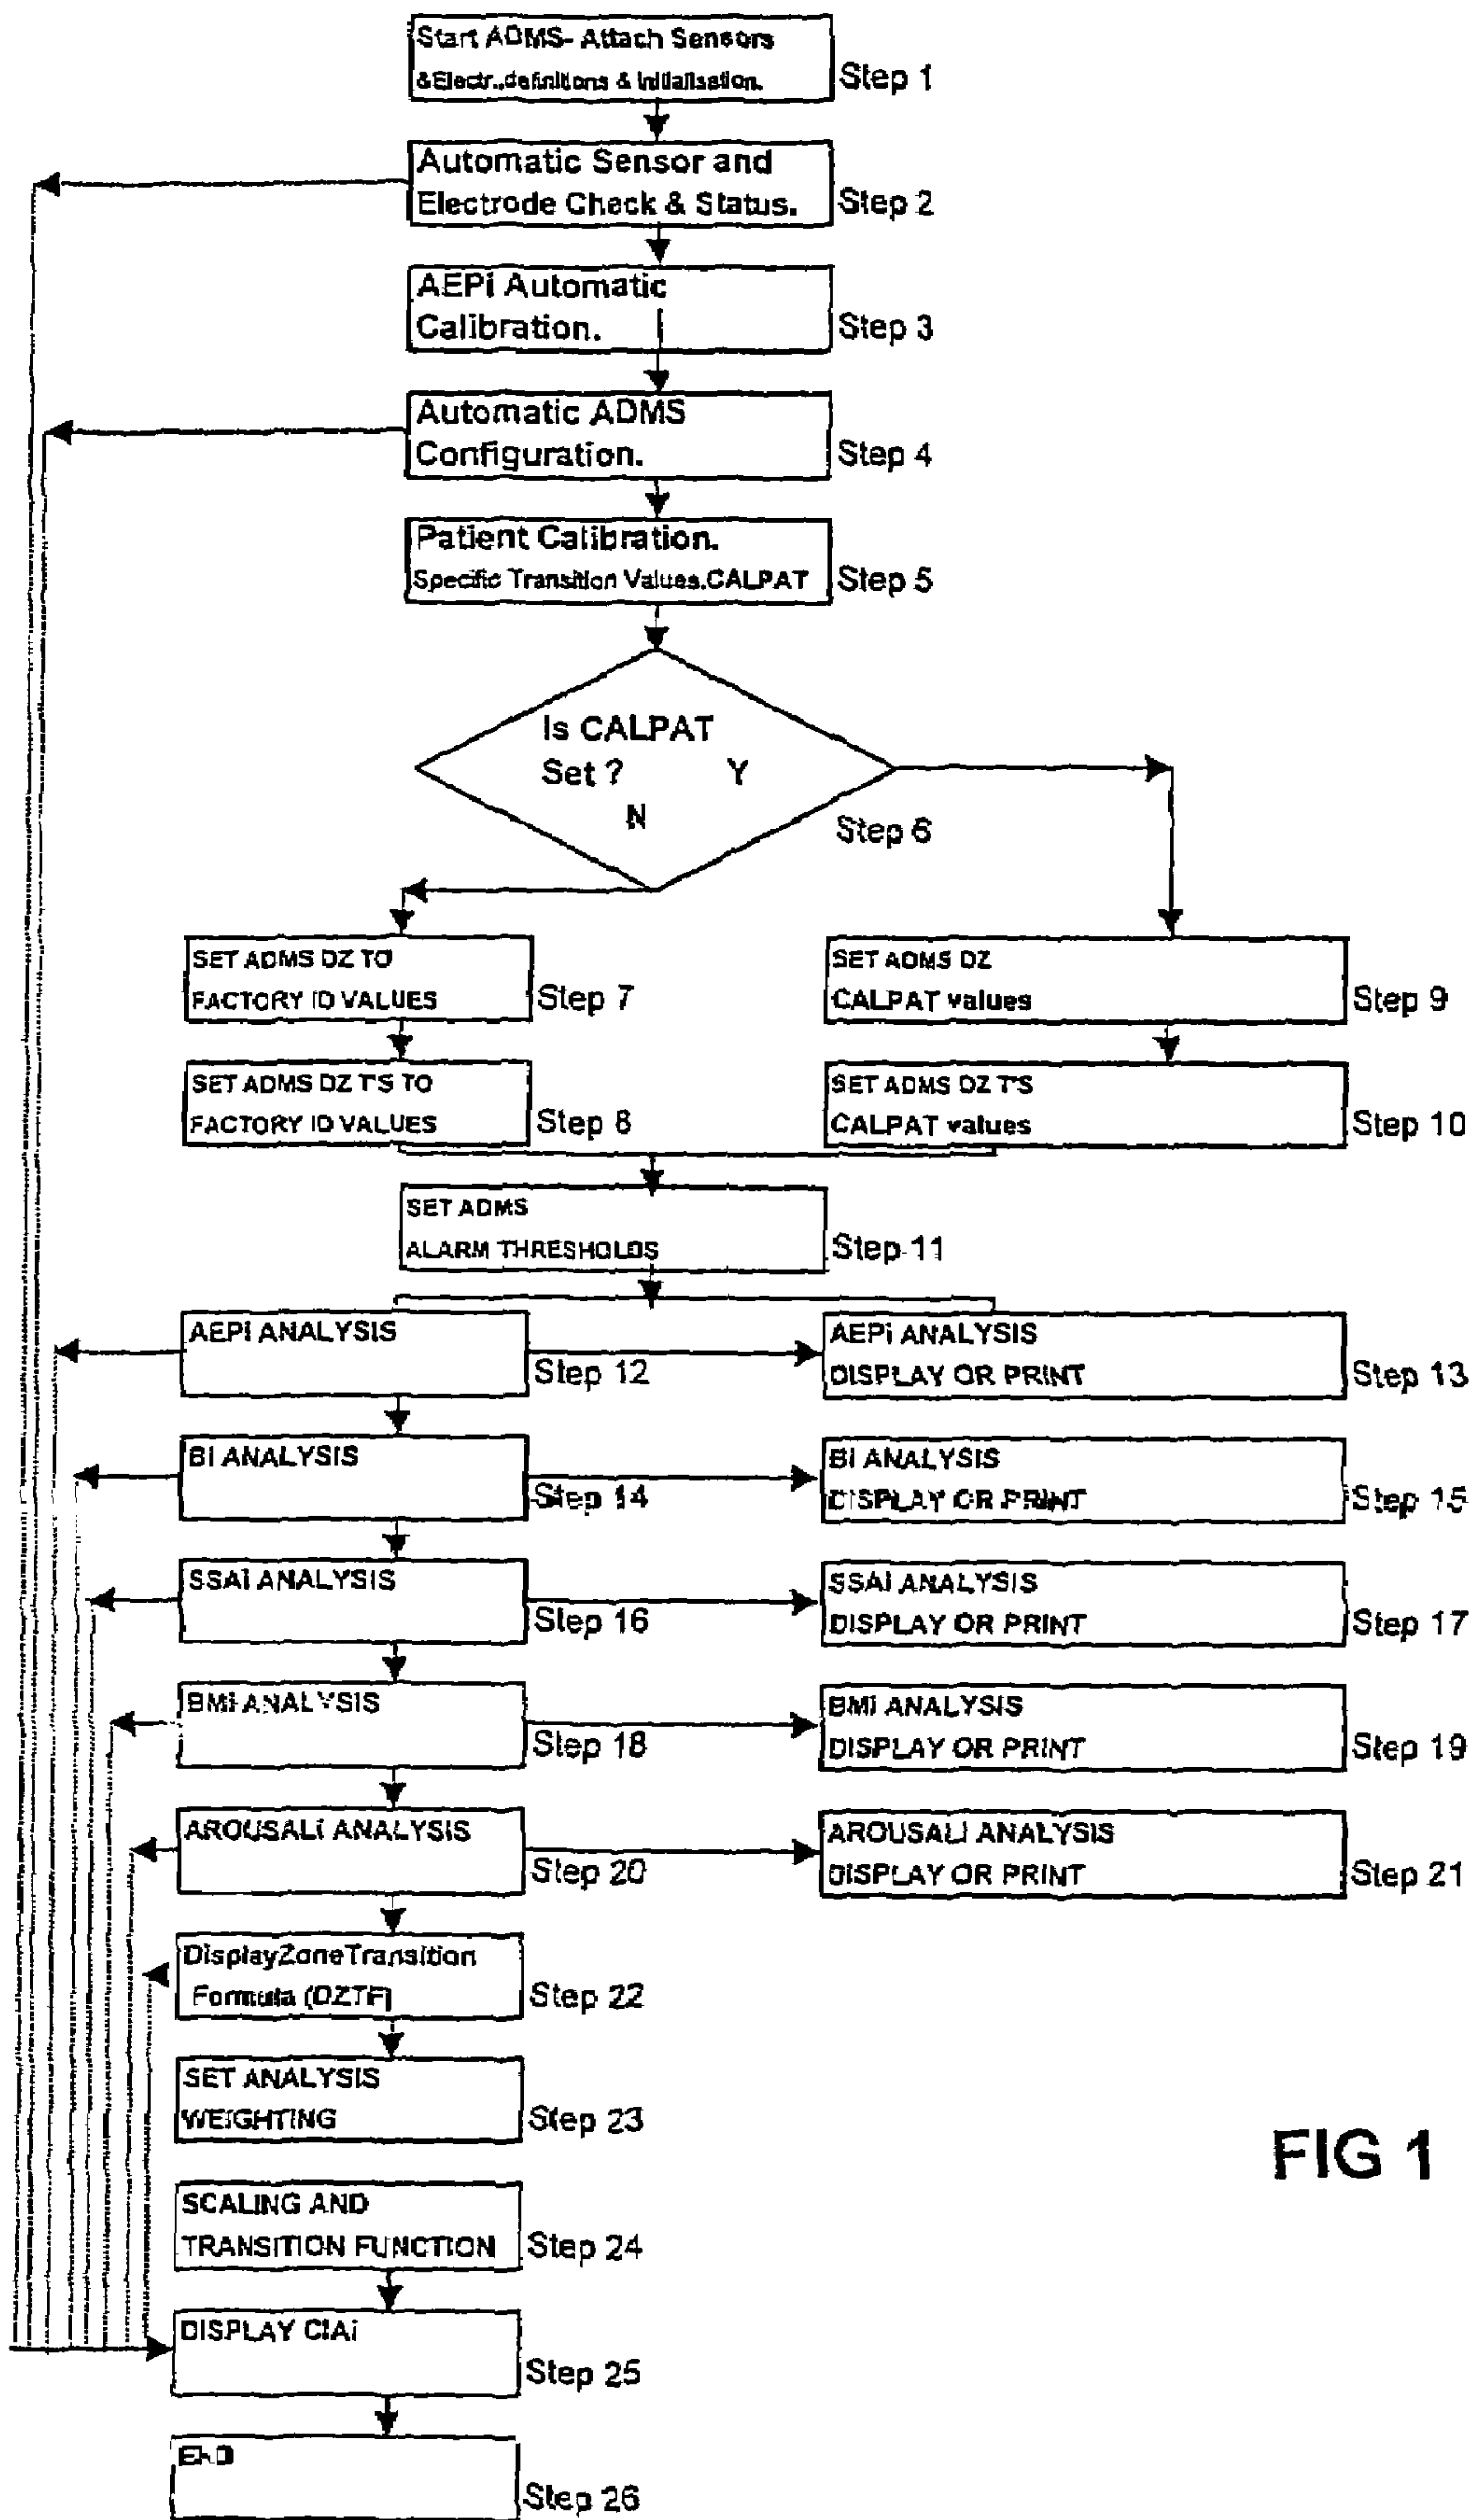 Start ADMS- Attach Sensors
&Electr.,definitions & Initialisation.
Step 1
Automatic Sensor and
Electrode Check & Status.
Step 2
AEPi Automatic
Calibration.
Step 3
Automatic ADMS
Configuration.
Step 4
Patient Calibration.
Specific Transition Values.CALPAT
Step 5
Is CALPAT
Set ? Y
N
Step 6
SET ADMS DZ TO
FACTORY ID VALUES
Step 7
SET ADMS DZ
CALPAT values
Step 9
SET ADMS DZ T'S TO
FACTORY ID VALUES
Step 8
SET ADMS DZ T'S
CALPAT values
Step 10
SET ADMS
ALARM THRESHOLDS
Step 11
AEPi ANALYSIS
Step 12
AEPi ANALYSIS
DISPLAY OR PRINT
Step 13
BI ANALYSIS
Step 14
BI ANALYSIS
DISPLAY OR PRINT
Step 15
SSAi ANALYSIS
Step 16
SSAi ANALYSIS
DISPLAY OR PRINT
Step 17
BMi ANALYSIS
Step 18
BMi ANALYSIS
DISPLAY OR PRINT
Step 19
AROUSALi ANALYSIS
Step 20
AROUSALi ANALYSIS
DISPLAY OR PRINT
Step 21
DisplayZoneTransition
Formula (DZTF)
Step 22
SET ANALYSIS
WEIGHTING
Step 23
SCALING AND
TRANSITION FUNCTION
Step 24
DISPLAY CIAi
Step 25
END
Step 26
FIG 1